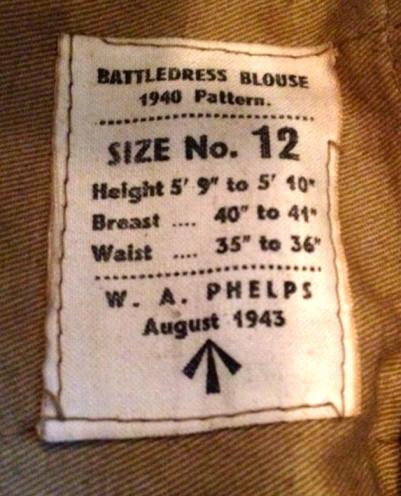 BATTLEDRESS BLOUSE
1940 Pattern.
SIZE No. 12
Height 5' 9" to 5' 10"
Breast .... 40" to 41"
Waist .... 35" to 36"
W. A. PHELPS
August 1943